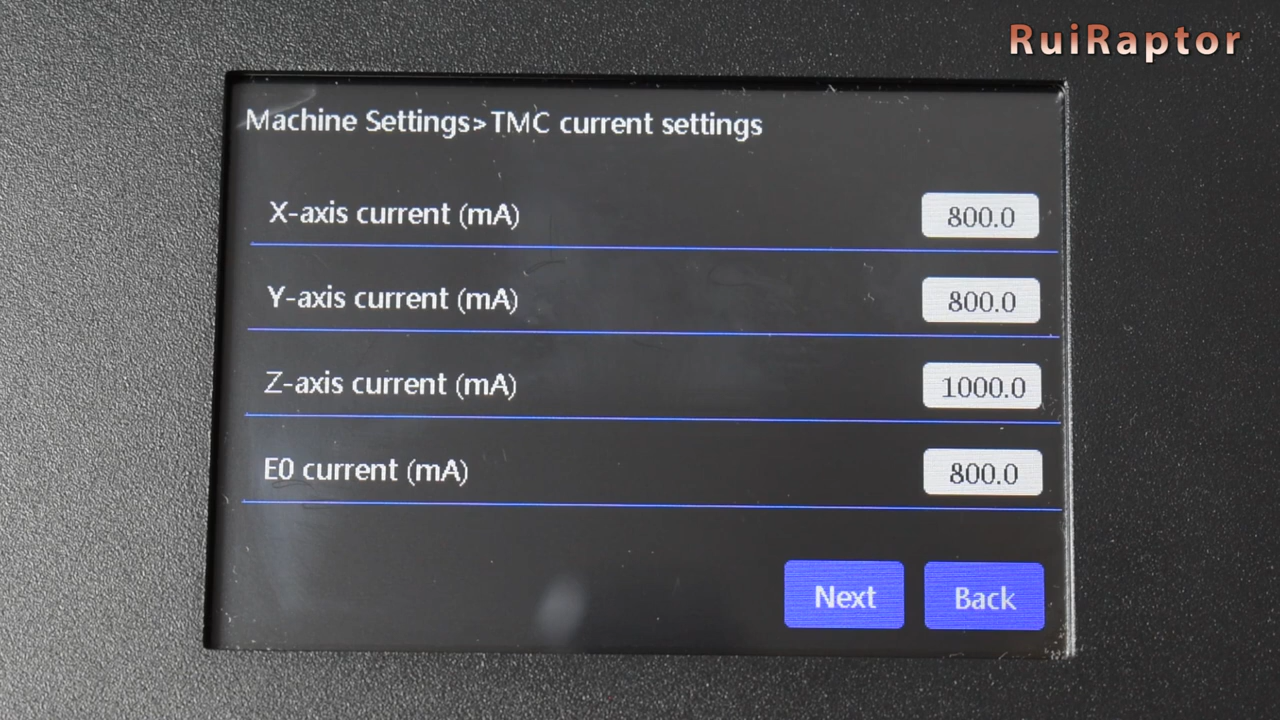 RuiRaptor
Machine Settings>TMC current settings
X-axis current (mA) 800.0
Y-axis current (mA) 800.0
Z-axis current (mA) 1000.0
E0 current (mA) 800.0
Next Back